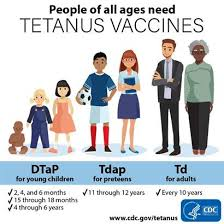 People of all ages need
TETANUS VACCINES
DTaP
for young children
✓ 2, 4, and 6 months
✓ 15 through 18 months
✓ 4 through 6 years
Tdap
for preteens
✓ 11 through 12 years
Td
for adults
✓ Every 10 years
CDC
www.cdc.gov/tetanus